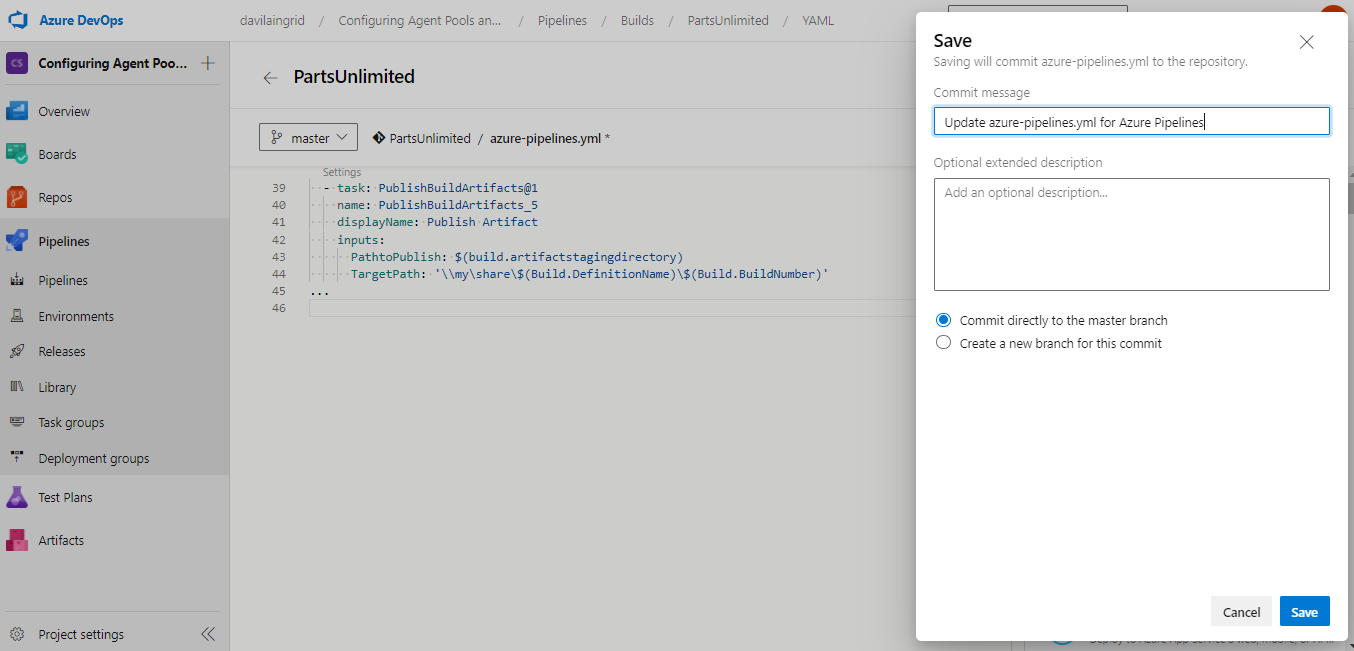 Azure DevOps
davilaingrid / Configuring Agent Pools an... / Pipelines / Builds / PartsUnlimited / YAML
CS Configuring Agent Poo... +
Overview
Boards
Repos
Pipelines
Pipelines
Environments
Releases
Library
Task groups
Deployment groups
Test Plans
Artifacts
Project settings
PartsUnlimited
master
PartsUnlimited / azure-pipelines.yml *
Settings
39 - task: PublishBuildArtifacts@1
40 name: PublishBuildArtifacts_5
41 displayName: Publish Artifact
42 inputs:
43 PathtoPublish: $(build.artifactstagingdirectory)
44 TargetPath: '\\my\share\$(Build.DefinitionName)\$(Build.BuildNumber)'
45 ...
46
Save
Saving will commit azure-pipelines.yml to the repository.
Commit message
Update azure-pipelines.yml for Azure Pipelines
Optional extended description
Add an optional description...
Commit directly to the master branch
Create a new branch for this commit
Cancel
Save